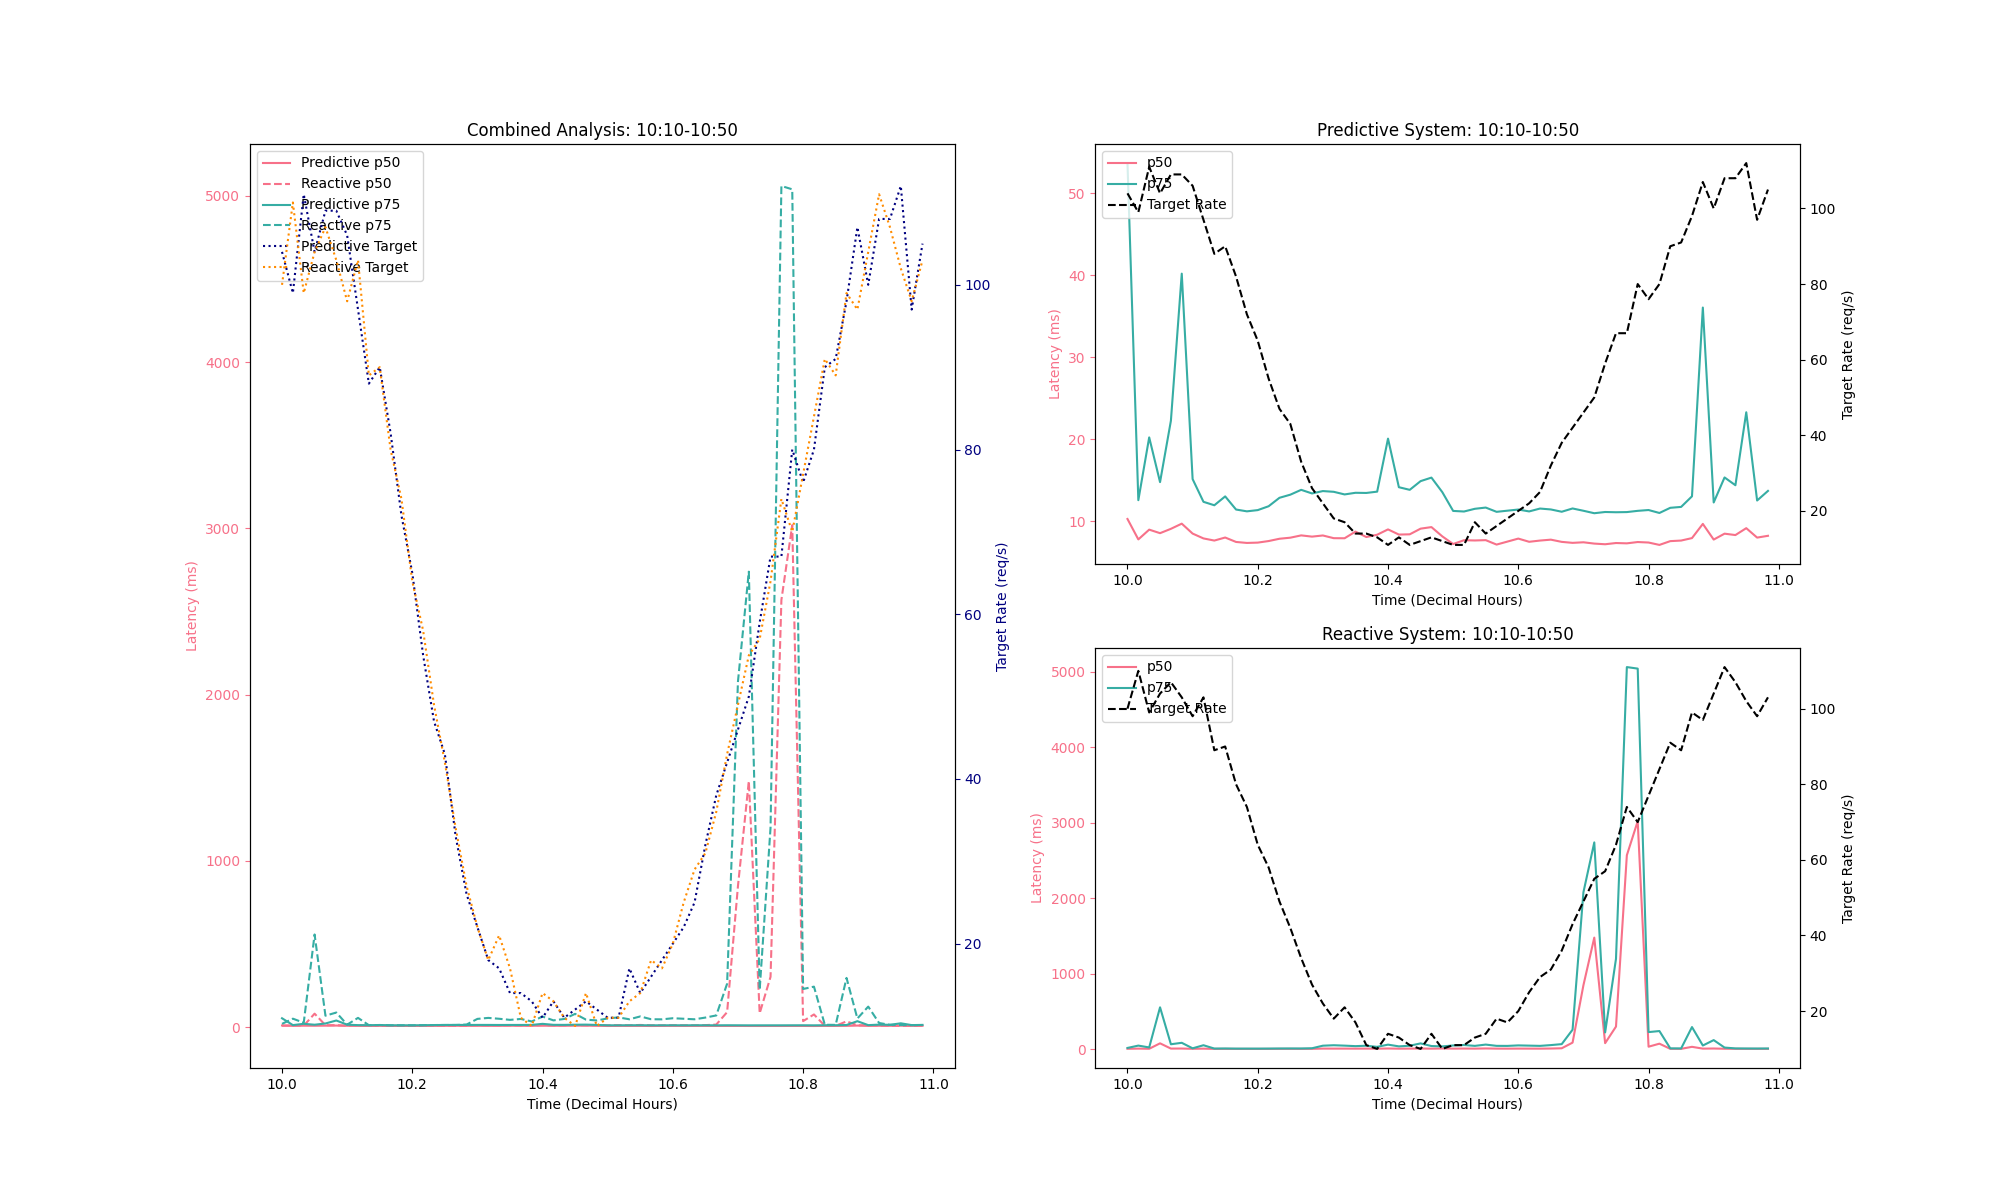 Combined Analysis: 10:10-10:50
Predictive p50
Reactive p50
Predictive p75
Reactive p75
Predictive Target
Reactive Target
5000
4000
3000
2000
1000
0
Latency (ms)
100
80
60
40
20
Target Rate (req/s)
10.0 10.2 10.4 10.6 10.8 11.0
Time (Decimal Hours)
Predictive System: 10:10-10:50
p50
p75
Target Rate
50
40
30
20
10
Latency (ms)
100
80
60
40
20
Target Rate (req/s)
10.0 10.2 10.4 10.6 10.8 11.0
Time (Decimal Hours)
Reactive System: 10:10-10:50
p50
p75
Target Rate
5000
4000
3000
2000
1000
0
Latency (ms)
100
80
60
40
20
Target Rate (req/s)
10.0 10.2 10.4 10.6 10.8 11.0
Time (Decimal Hours)